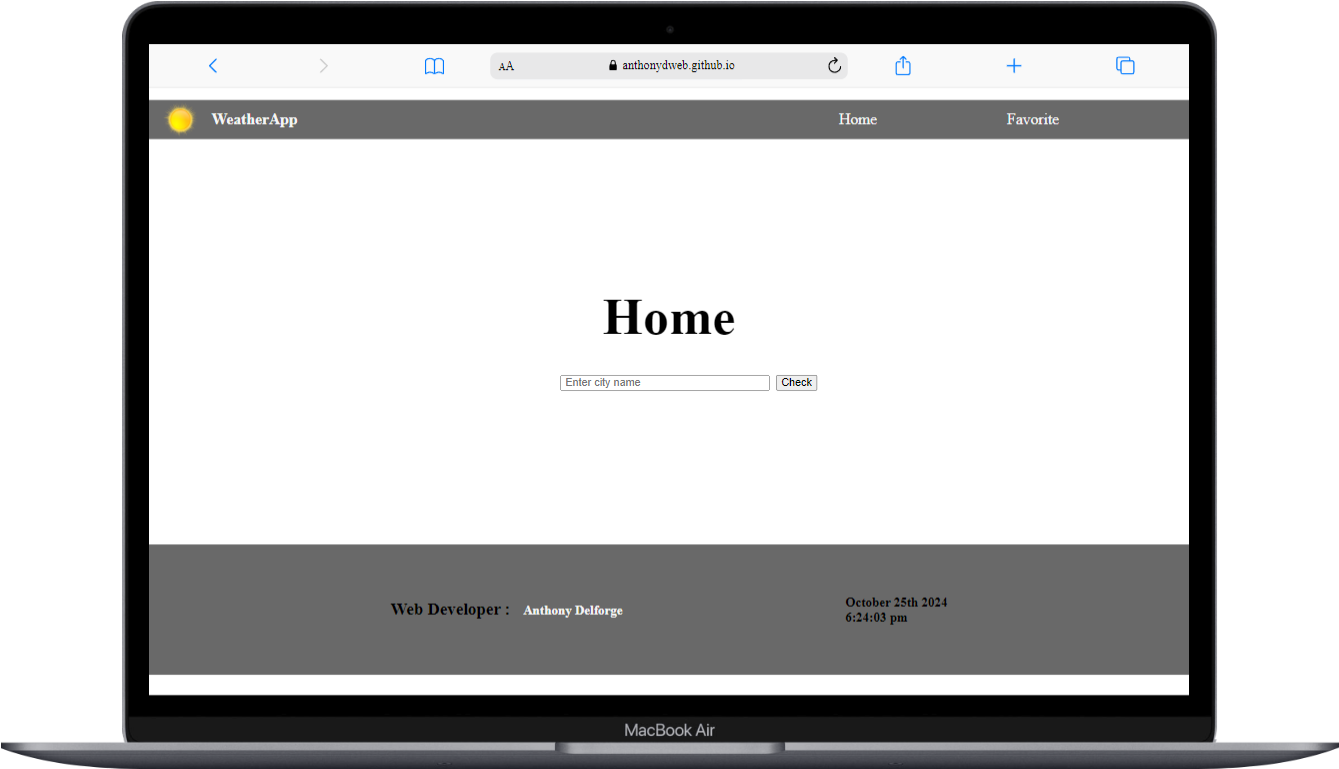 AA anthonydweb.github.io
WeatherApp Home Favorite
Home
Enter city name Check
Web Developer : Anthony Delforge
October 25th 2024
6:24:03 pm
MacBook Air